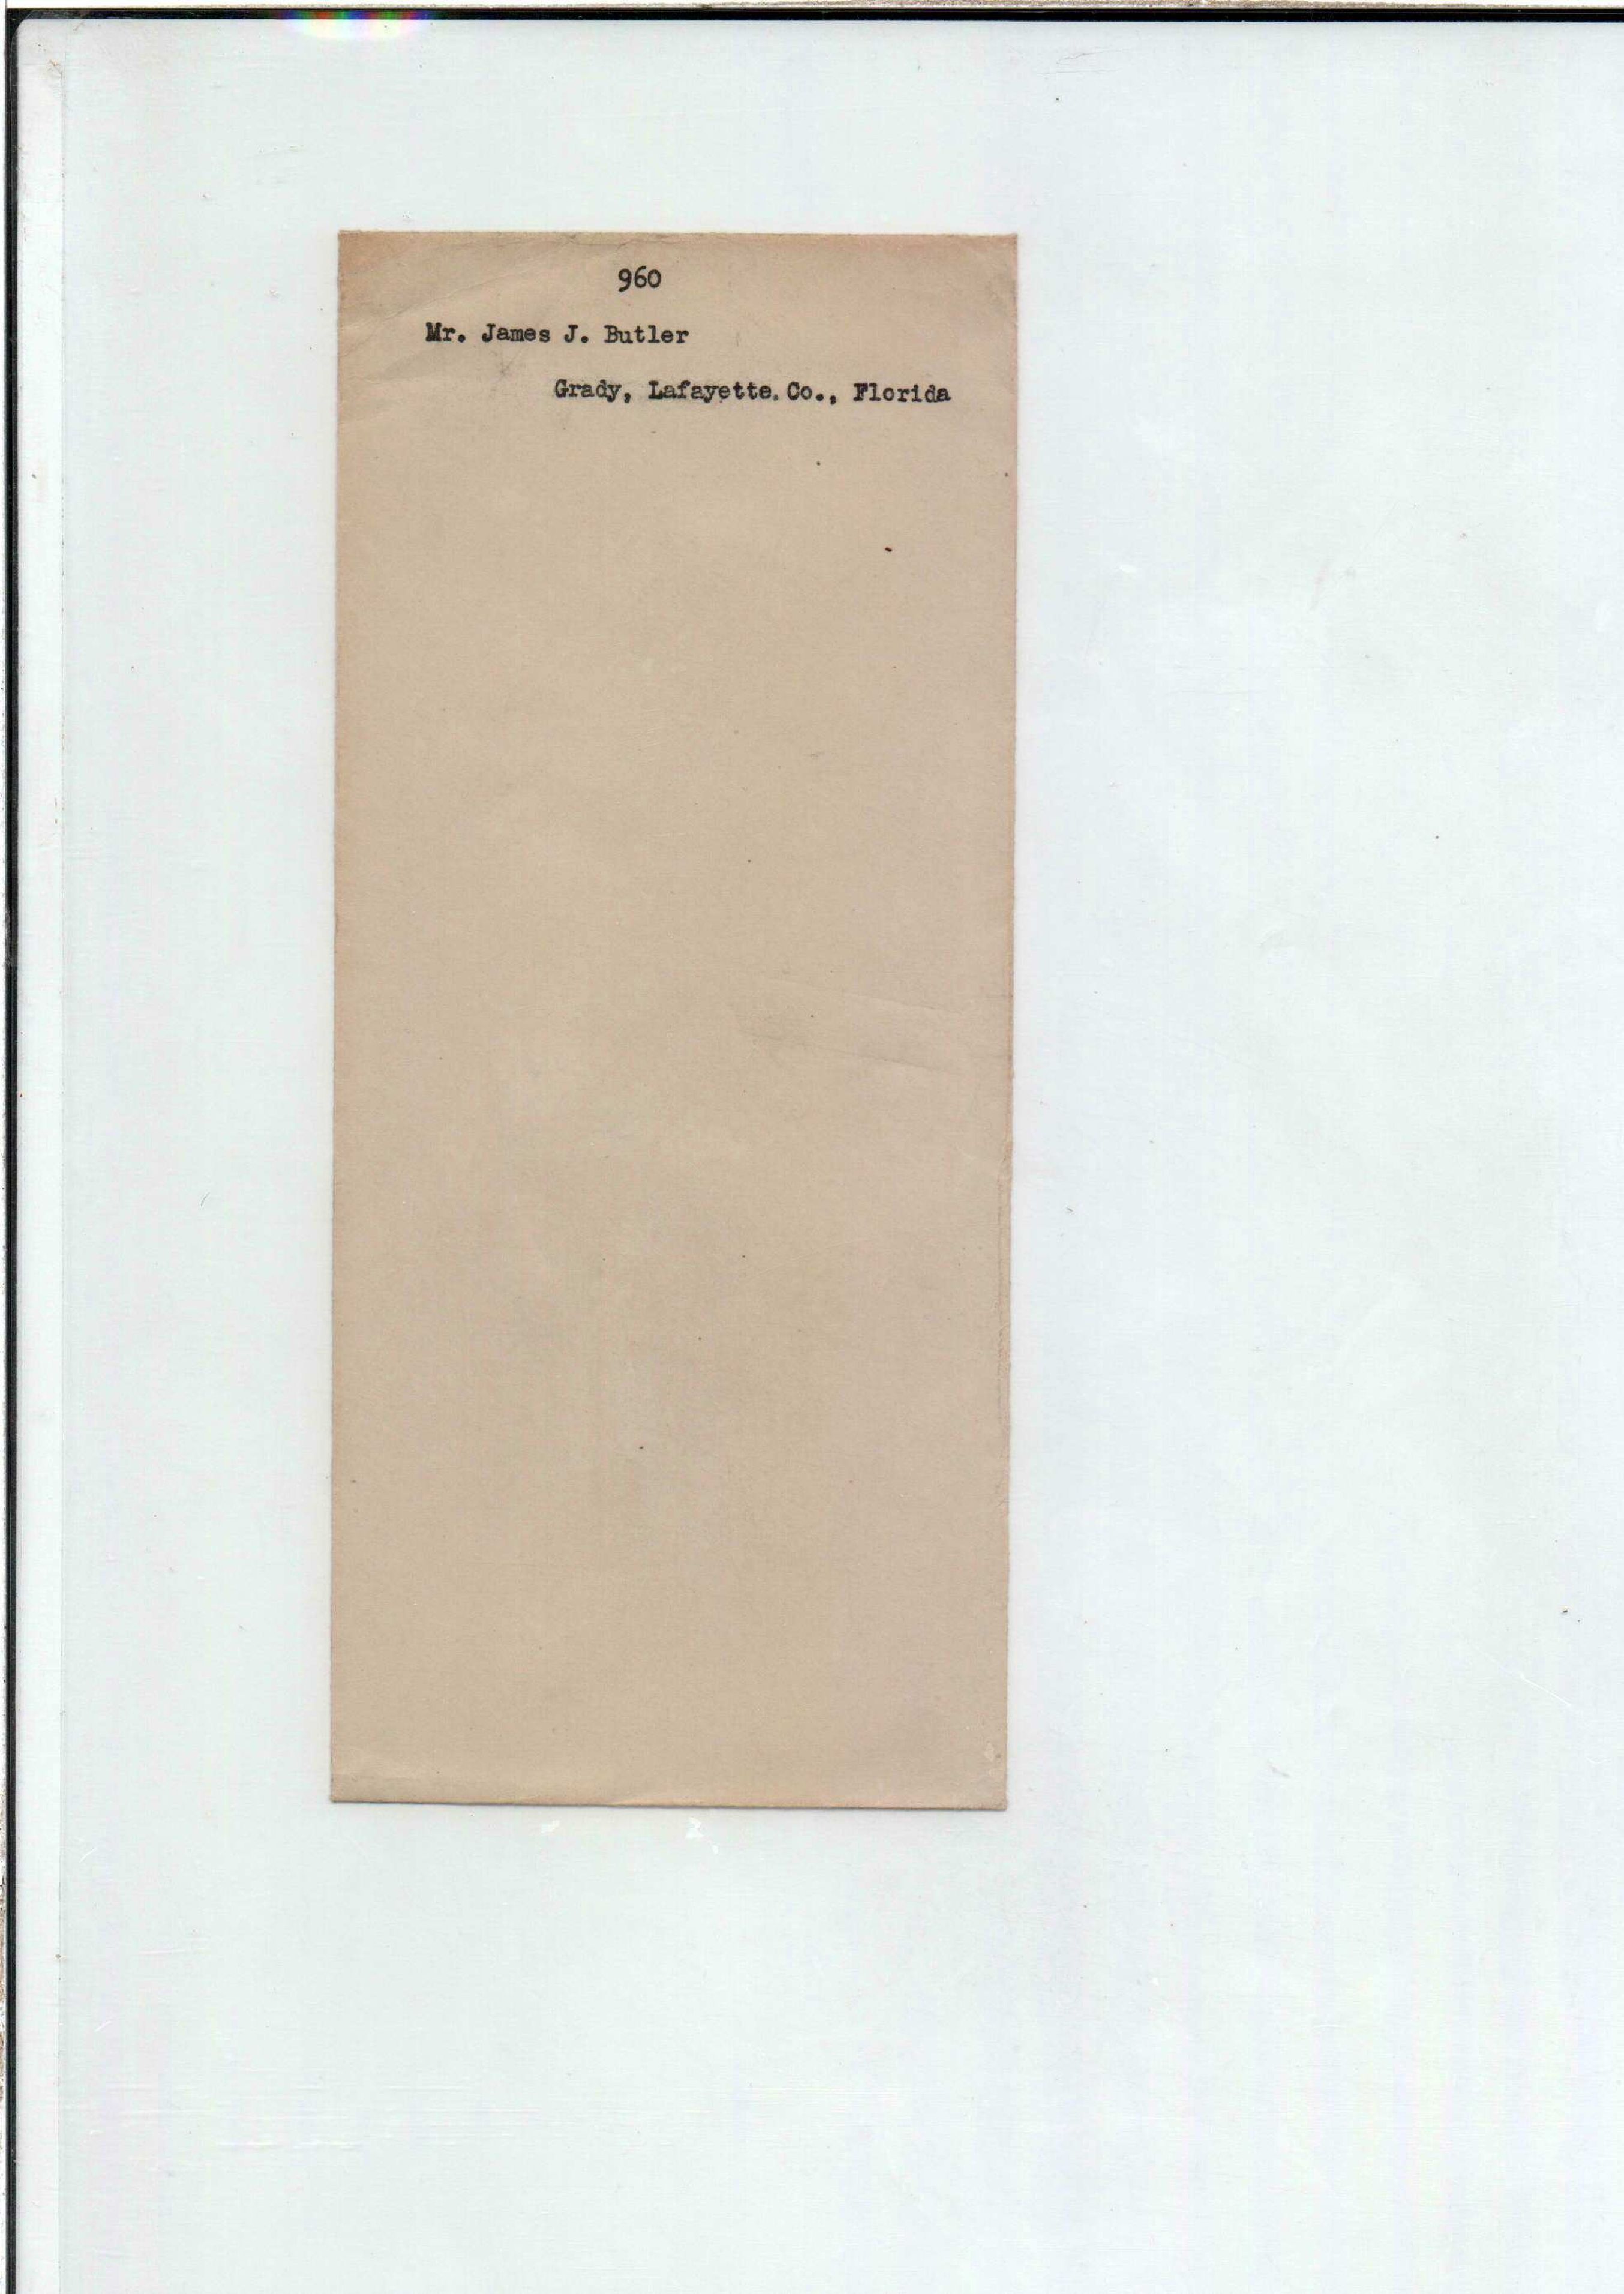 960
Mr. James J. Butler
Grady, Lafayette. Co., Florida